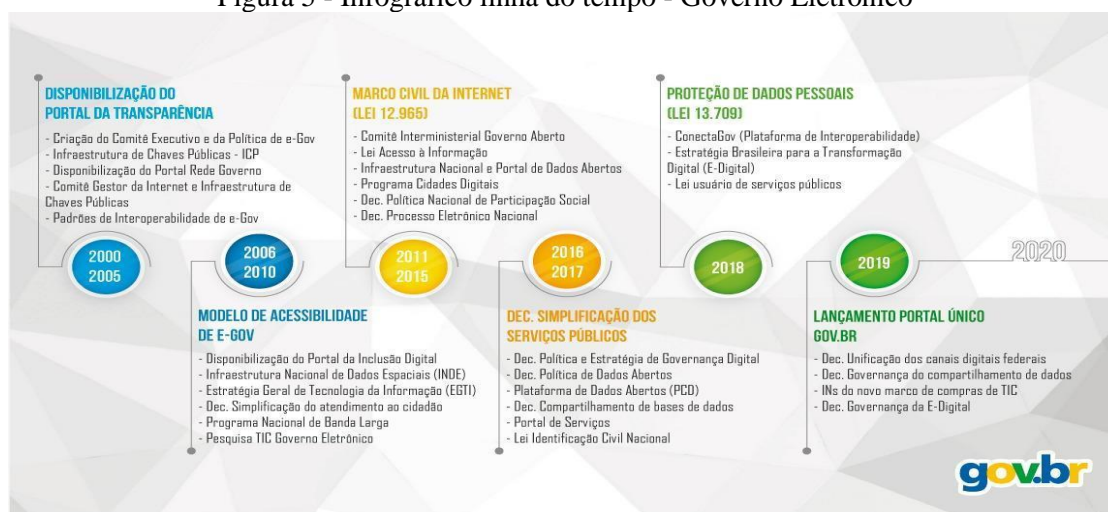 Figura 5 - Infográfico linha do tempo - Governo Eletrônico
DISPONIBILIZAÇÃO DO
PORTAL DA TRANSPARÊNCIA
- Criação do Comitê Executivo e da Política de e-Gov
- Infraestrutura de Chaves Públicas - ICP
- Disponibilização do Portal Rede Governo
- Comitê Gestor da Internet e Infraestrutura de
Chaves Públicas
- Padrões de Interoperabilidade de e-Gov
MARCO CIVIL DA INTERNET
(LEI 12.965)
- Comitê Interministerial Governo Aberto
- Lei Acesso à Informação
- Infraestrutura Nacional e Portal de Dados Abertos
- Programa Cidades Digitais
- Dec. Política Nacional de Participação Social
- Dec. Processo Eletrônico Nacional
PROTEÇÃO DE DADOS PESSOAIS
(LEI 13.709)
- ConectaGov (Plataforma de Interoperabilidade)
- Estratégia Brasileira para a Transformação
Digital (E-Digital)
- Lei usuário de serviços públicos
2000
2005
2006
2010
2011
2015
2016
2017
2018
2019
2020
MODELO DE ACESSIBILIDADE
DE E-GOV
- Disponibilização do Portal da Inclusão Digital
- Infraestrutura Nacional de Dados Espaciais (INDE)
- Estratégia Geral de Tecnologia da Informação (EGTI)
- Dec. Simplificação do atendimento ao cidadão
- Programa Nacional de Banda Larga
- Pesquisa TIC Governo Eletrônico
DEC. SIMPLIFICAÇÃO DOS
SERVIÇOS PÚBLICOS
- Dec. Política e Estratégia de Governança Digital
- Dec. Política de Dados Abertos
- Plataforma de Dados Abertos (PCD)
- Dec. Compartilhamento de bases de dados
- Portal de Serviços
- Lei Identificação Civil Nacional
LANÇAMENTO PORTAL ÚNICO
GOV.BR
- Dec. Unificação dos canais digitais federais
- Dec. Governança do compartilhamento de dados
- INs do novo marco de compras de TIC
- Dec. Governança da E-Digital
gov.br